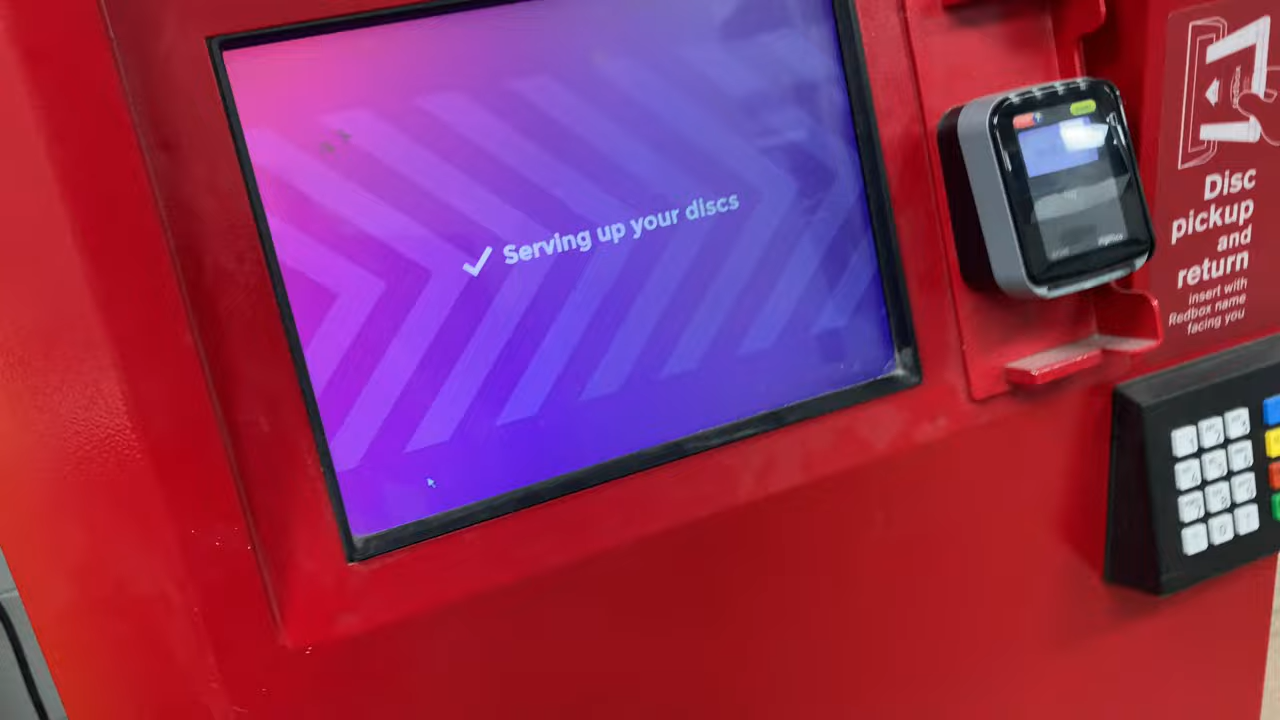 Serving up your discs
Disc
pickup
and
return
insert with
Redbox name
facing you